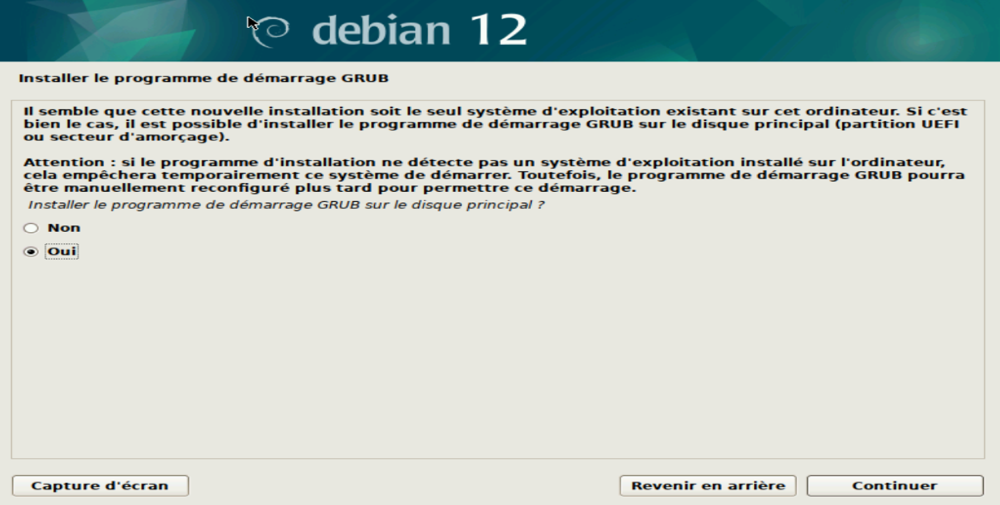 debian 12
Installer le programme de démarrage GRUB
Il semble que cette nouvelle installation soit le seul système d'exploitation existant sur cet ordinateur. Si c'est
bien le cas, il est possible d'installer le programme de démarrage GRUB sur le disque principal (partition UEFI
ou secteur d'amorçage).
Attention : si le programme d'installation ne détecte pas un système d'exploitation installé sur l'ordinateur,
cela empêchera temporairement ce système de démarrer. Toutefois, le programme de démarrage GRUB pourra
être manuellement reconfiguré plus tard pour permettre ce démarrage.
Installer le programme de démarrage GRUB sur le disque principal ?
Non
Oui
Capture d'écran
Revenir en arrière
Continuer